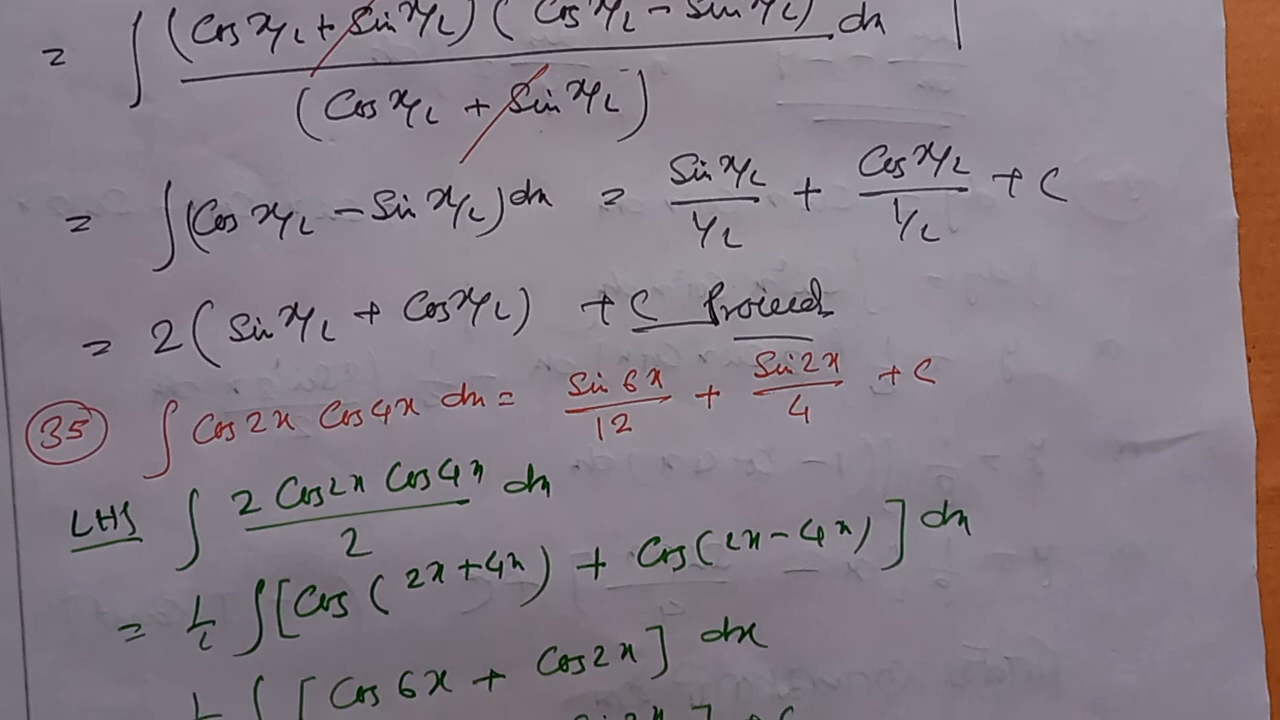 = ∫ (Cos x/2 + Sin x/2) (Cos x/2 - Sin x/2) dx
(Cos x/2 + Sin x/2)
= ∫(Cos x/2 - Sin x/2) dx = Sin x/2 / 1/2 + Cos x/2 / 1/2 + C
= 2(Sin x/2 + Cos x/2) + C Proved
35 ∫ Cos 2x Cos 4x dx = Sin 6x / 12 + Sin 2x / 4 + C
LHS ∫ 2 Cos 2x Cos 4x / 2 dx
= 1/2 ∫[Cos (2x+4x) + Cos (2x-4x)] dx
1/2 ∫ [Cos 6x + Cos 2x] dx